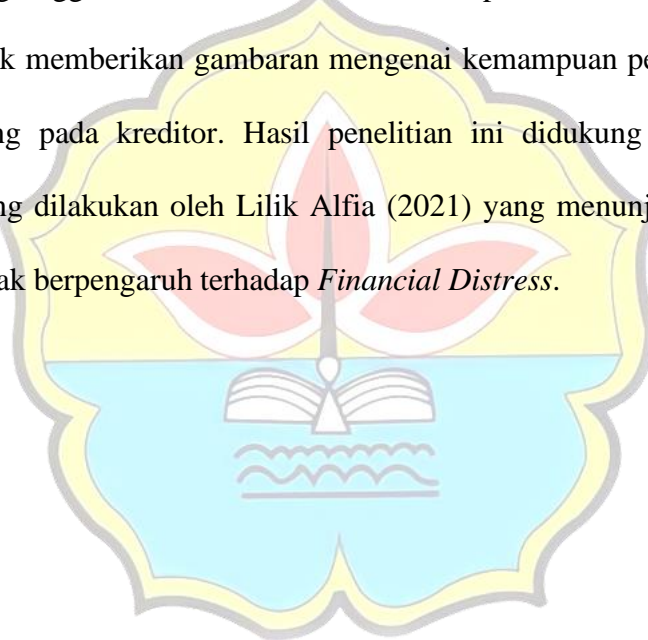 k memberikan gambaran mengenai kemampuan pe
ng pada kreditor. Hasil penelitian ini didukung
ng dilakukan oleh Lilik Alfia (2021) yang menunj
ak berpengaruh terhadap Financial Distress.